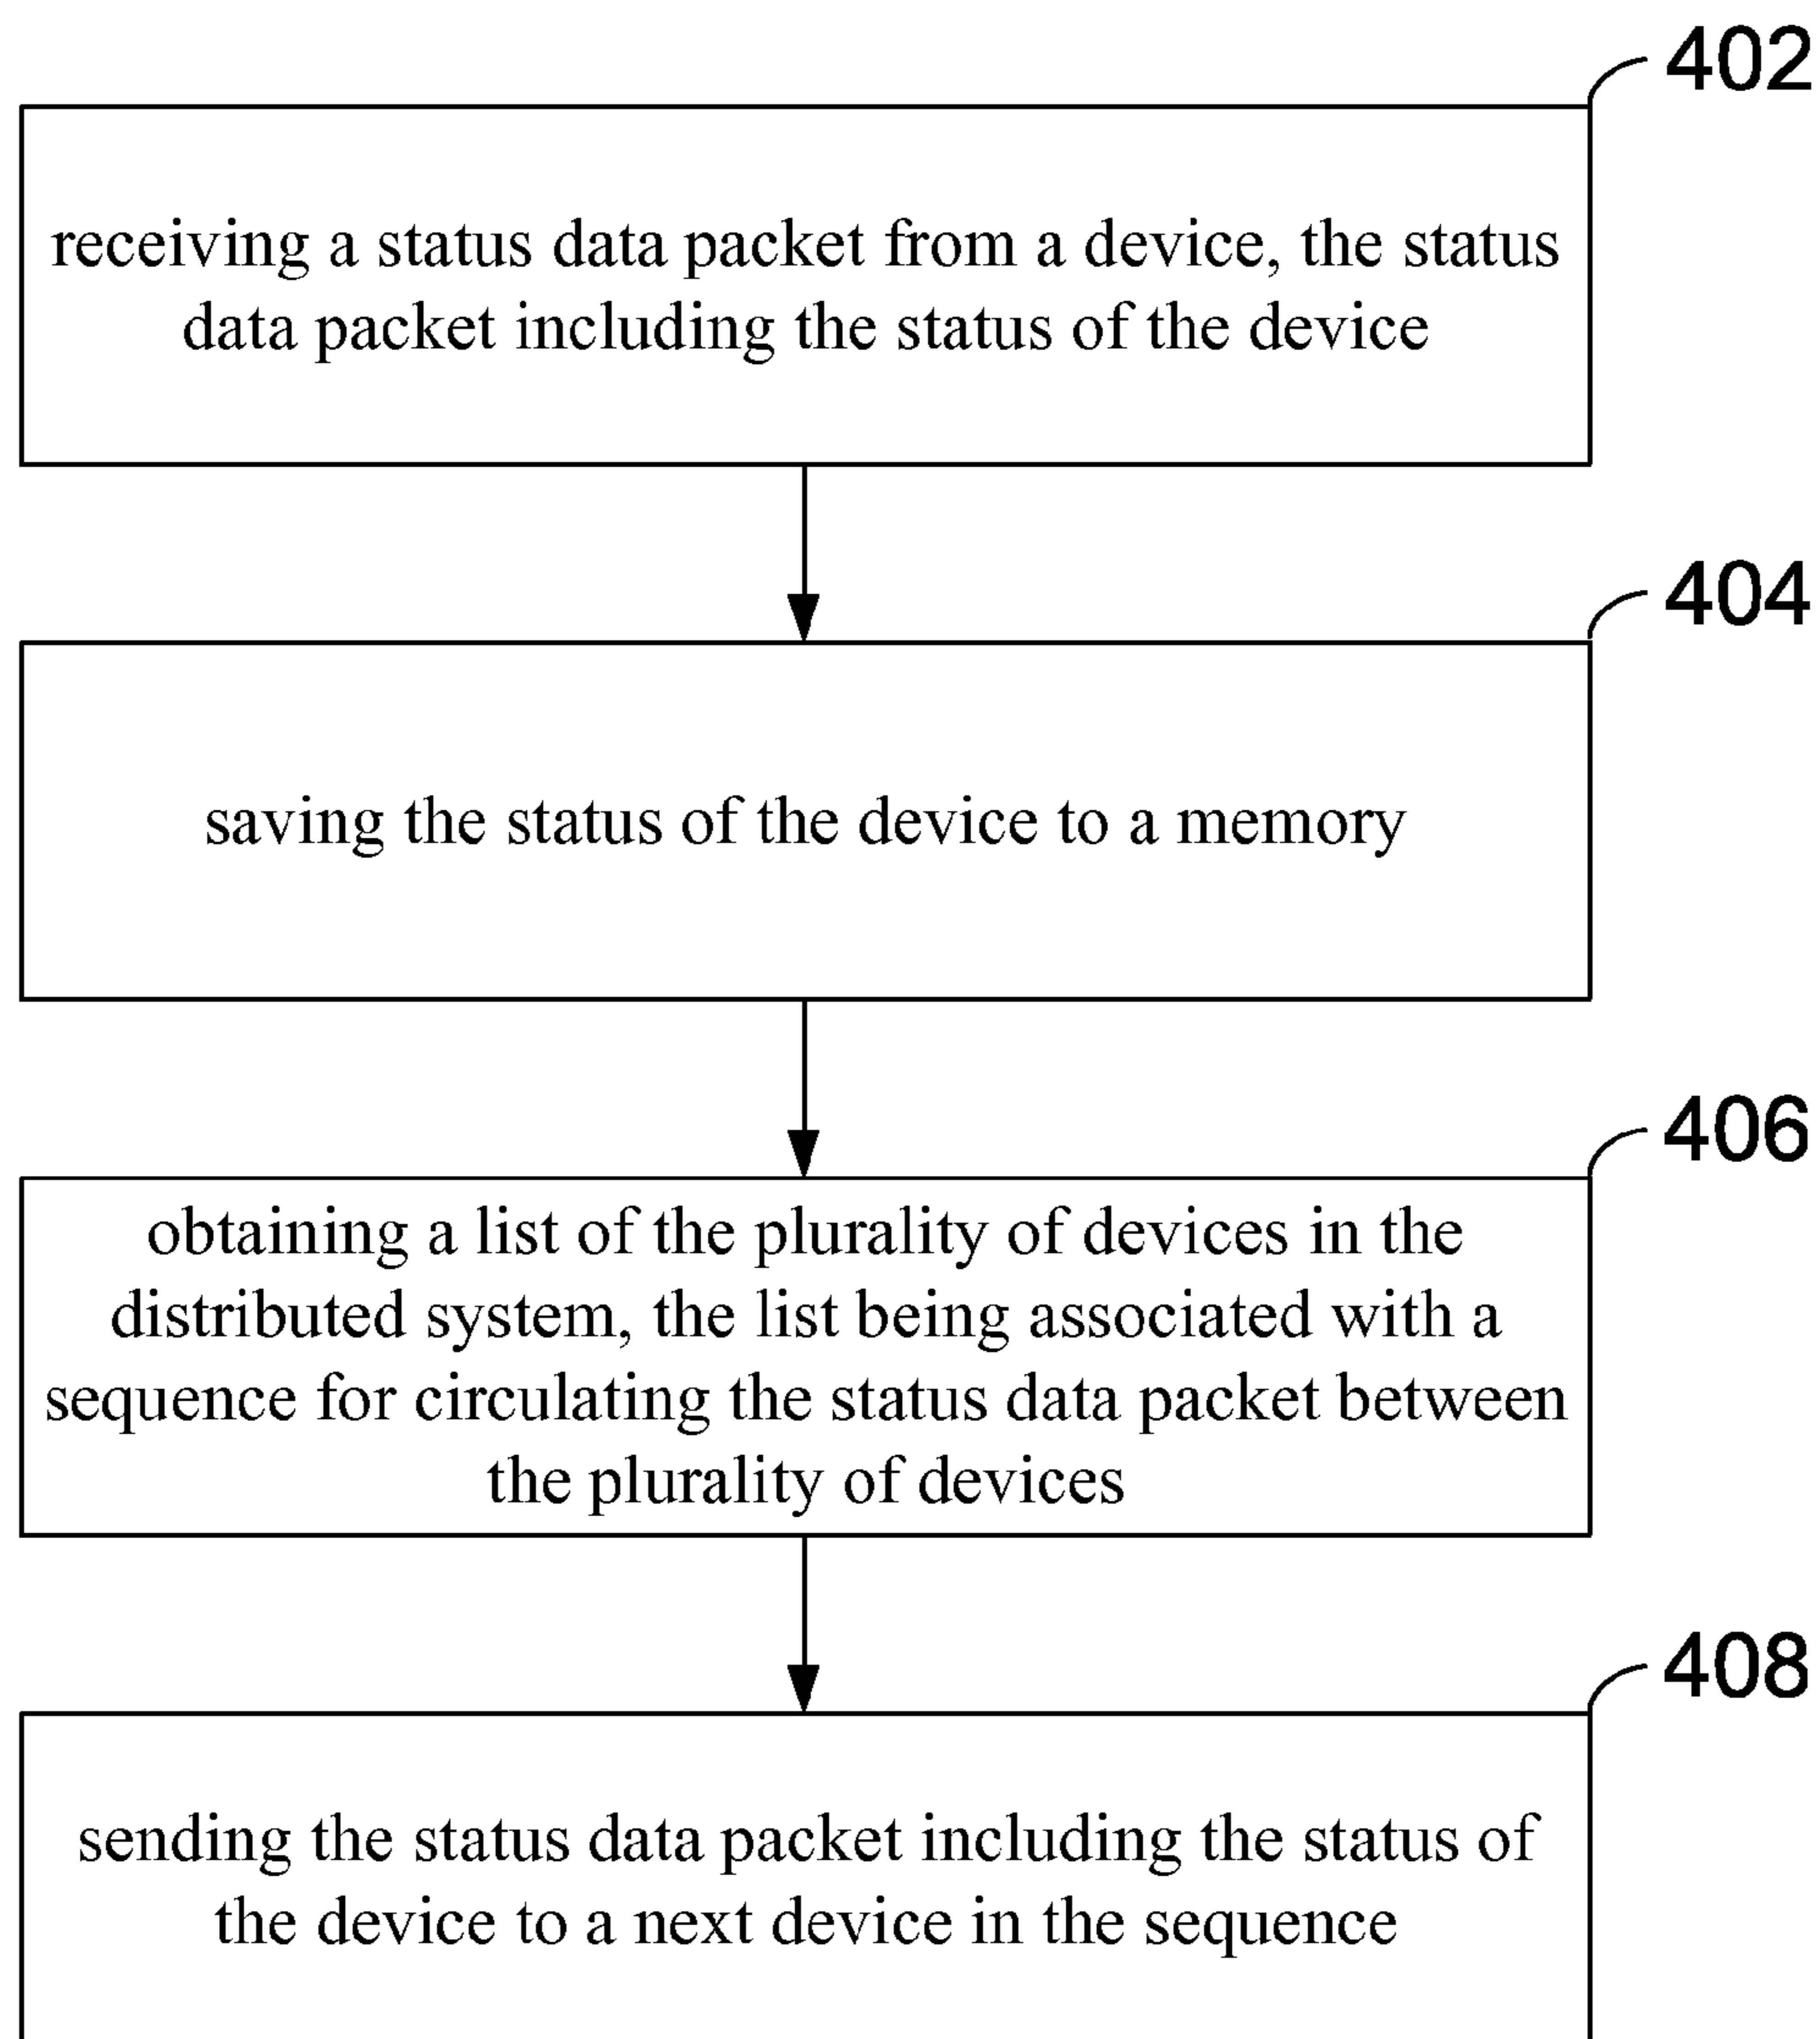 402
receiving a status data packet from a device, the status
data packet including the status of the device
404
saving the status of the device to a memory
406
obtaining a list of the plurality of devices in the
distributed system, the list being associated with a
sequence for circulating the status data packet between
the plurality of devices
408
sending the status data packet including the status of
the device to a next device in the sequence